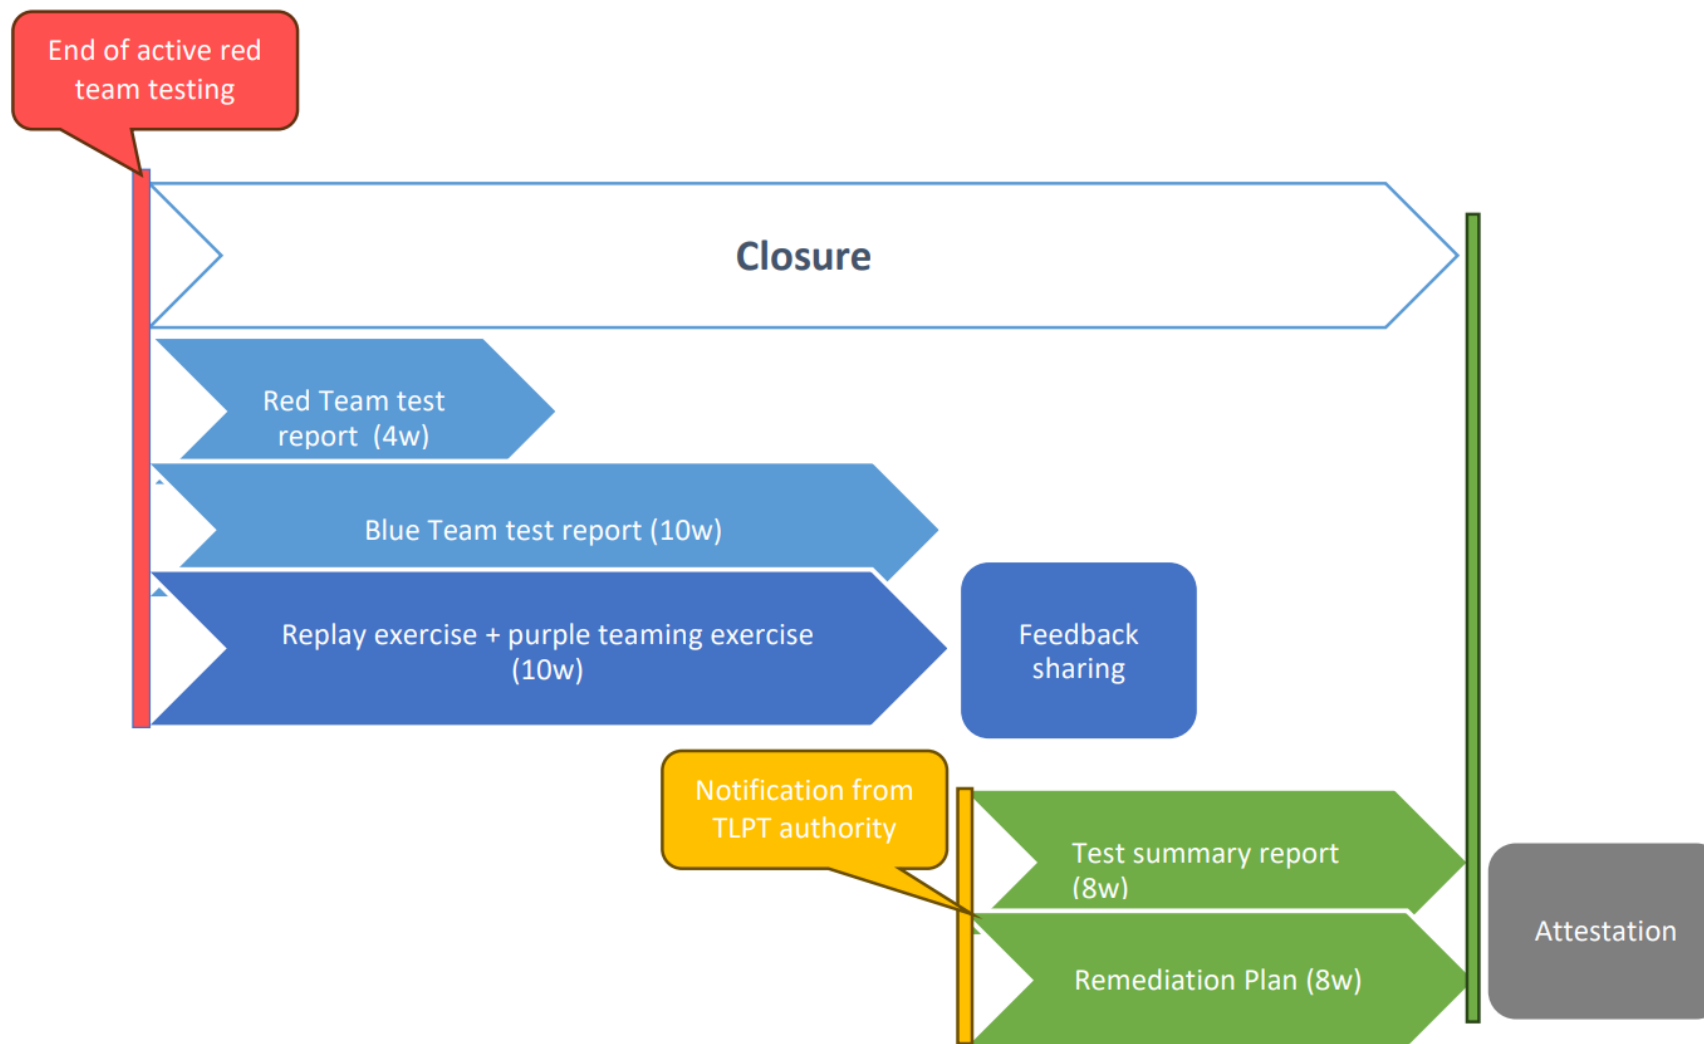 End of active red
team testing
Closure
Red Team test
report (4w)
Blue Team test report (10w)
Replay exercise + purple teaming exercise
(10w)
Feedback
sharing
Notification from
TLPT authority
Test summary report
(8w)
Remediation Plan (8w)
Attestation